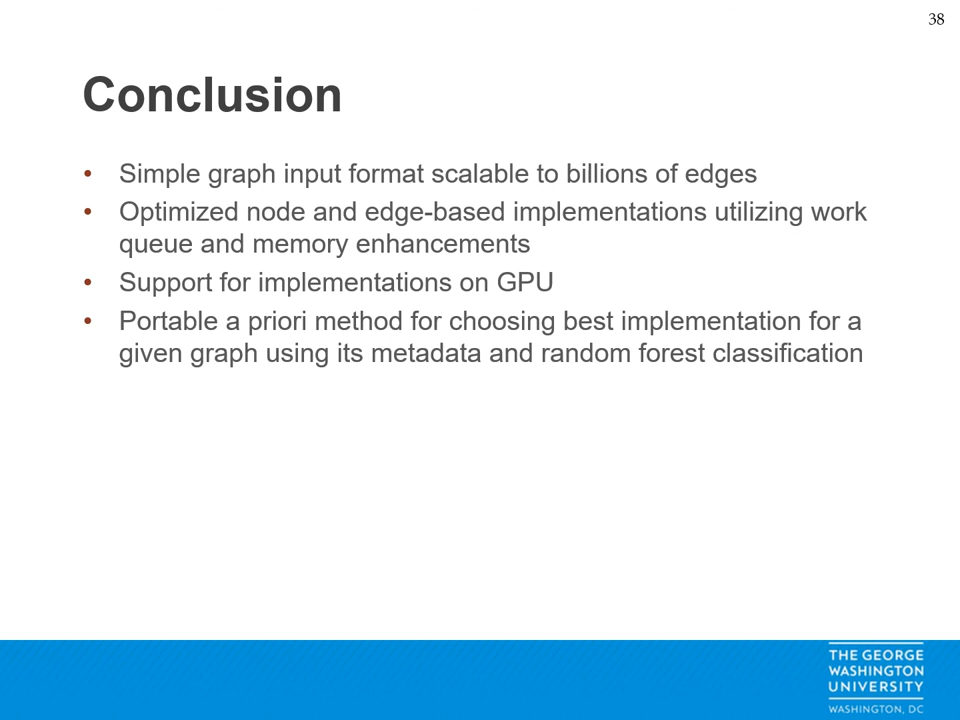 38
Conclusion
• Simple graph input format scalable to billions of edges
• Optimized node and edge-based implementations utilizing work
queue and memory enhancements
• Support for implementations on GPU
• Portable a priori method for choosing best implementation for a
given graph using its metadata and random forest classification
THE GEORGE
WASHINGTON
UNIVERSITY
WASHINGTON, DC